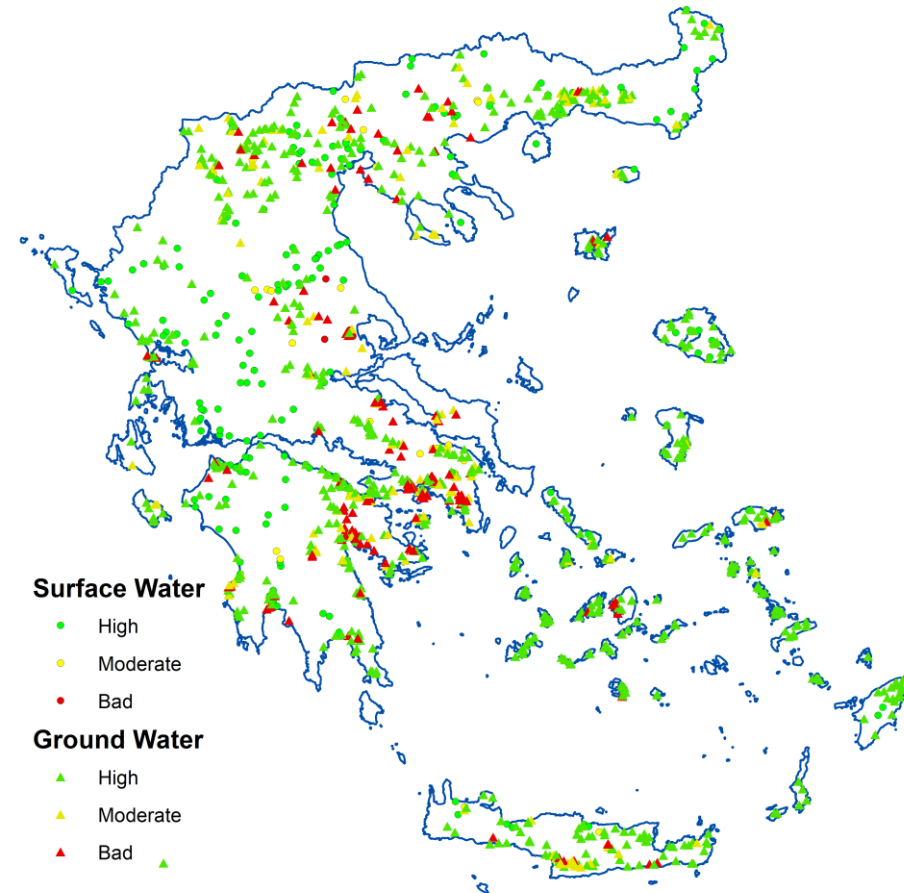 Surface Water
High
Moderate
Bad
Ground Water
High
Moderate
Bad